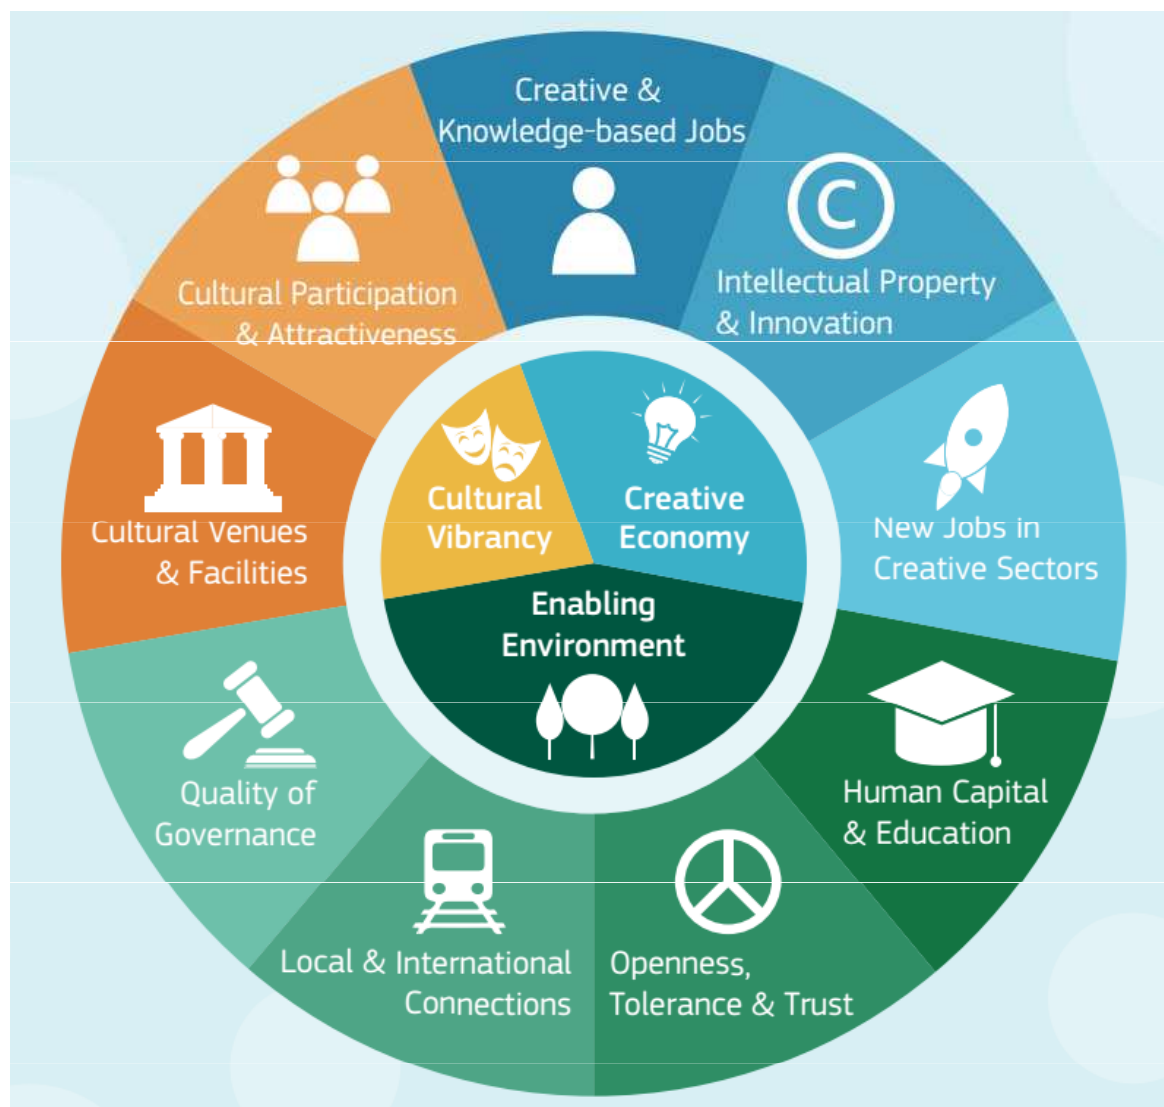 Creative &
Knowledge-based Jobs
C
Intellectual Property
& Innovation
New Jobs in
Creative Sectors
Human Capital
& Education
Openness,
Tolerance & Trust
Local & International
Connections
Quality of
Governance
Cultural Venues
& Facilities
Cultural Participation
& Attractiveness
Cultural
Vibrancy
Creative
Economy
Enabling
Environment